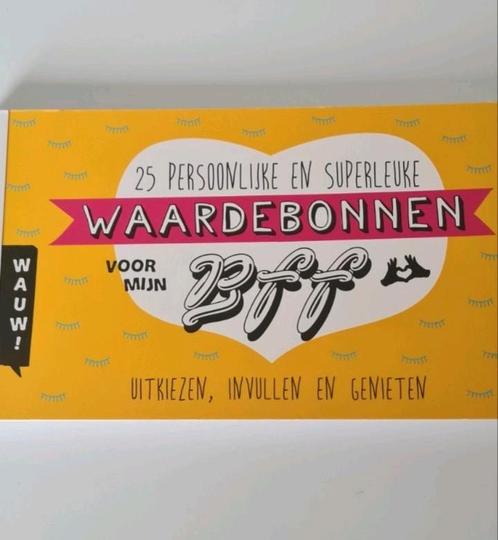 25 PERSOONLIJKE EN SUPERLEUKE
WAARDEBONNEN
VOOR
MIJN
Bff
WAUW!
UITKIEZEN, INVULLEN EN GENIETEN